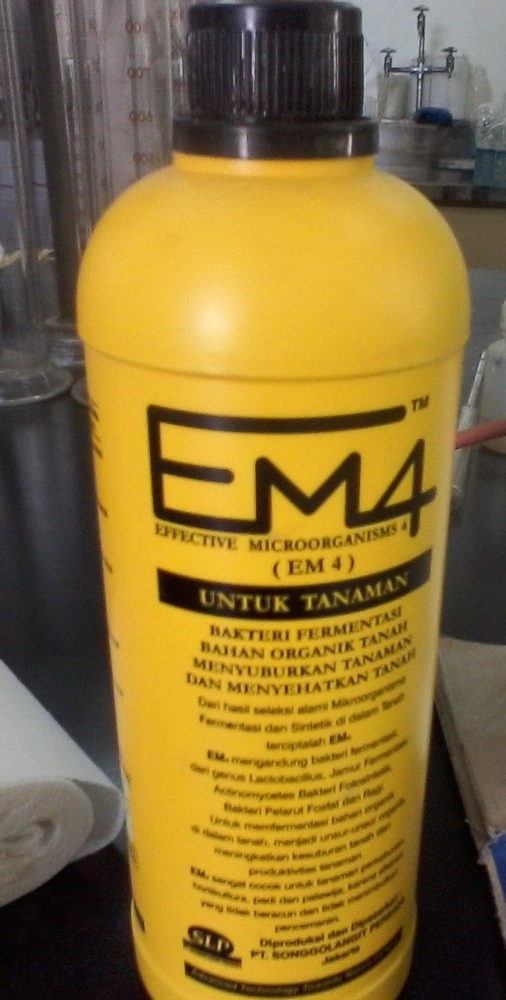 EM4 ™
EFFECTIVE MICROORGANISMS 4
( EM 4 )
UNTUK TANAMAN
BAKTERI FERMENTASI
BAHAN ORGANIK TANAH
MENYUBURKAN TANAMAN
DAN MENYEHATKAN TANAH
Dari hasil seleksi alami Mikroorganisme
Fermentasi dan Sintetik di dalam Tanah
terciptalah EM₄
EM₄ mengandung bakteri fermentasi,
dari genus Lactobacillus, Jamur Fermentasi
Actinomycetes Bakteri Fotosintetik,
Bakteri Pelarut Fosfat dan Ragi.
Untuk memfermentasi bahan organik
di dalam tanah, menjadi unsur-unsur organik,
meningkatkan kesuburan tanah dan
produktivitas tanaman
EM₄ sangat cocok untuk tanaman
hortikultura, padi dan palawija, karena
yang tidak beracun dan tidak
pencemaran.
SLP
Diproduksi dan Dipasarkan
PT. SONGGOLANGIT
Jakarta
Advanced Technology